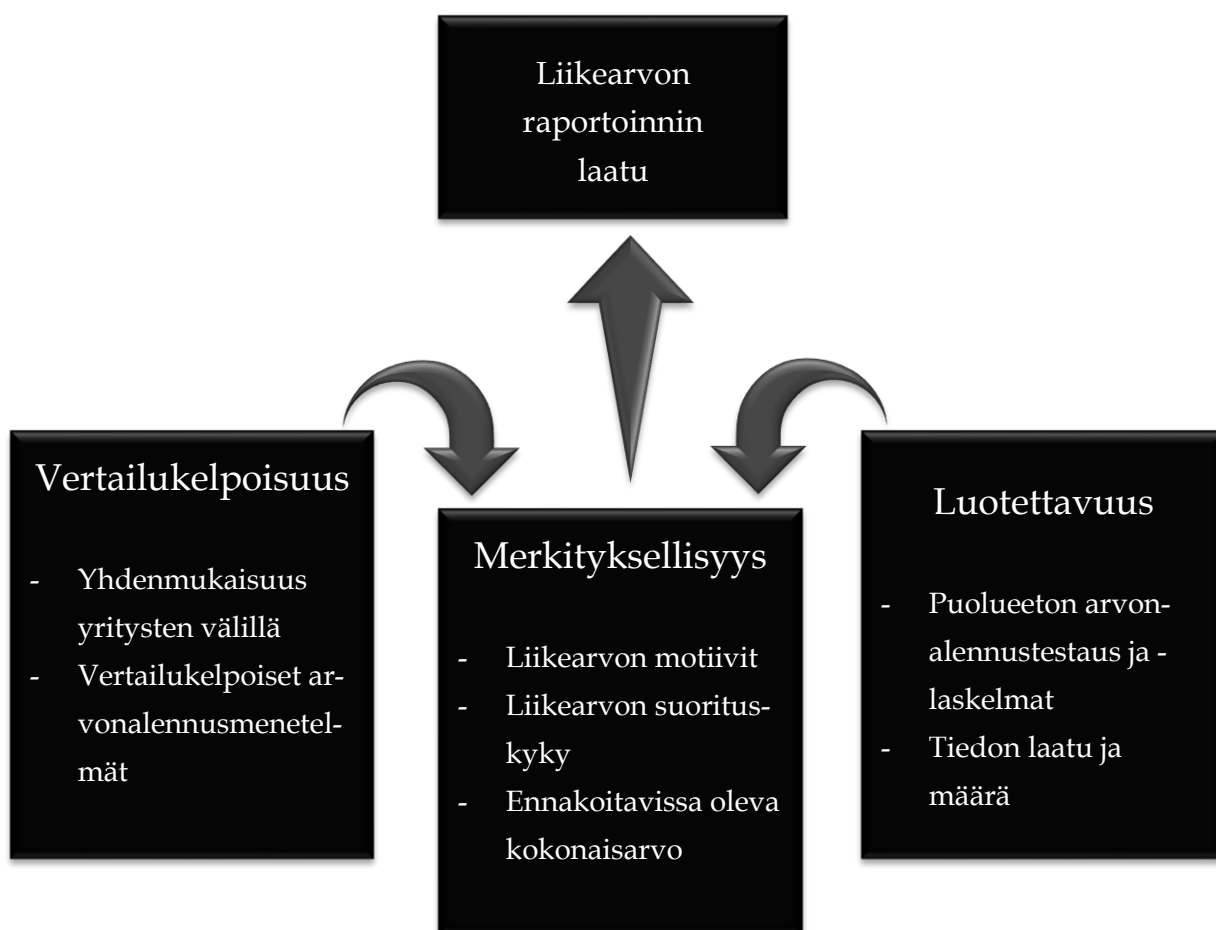 Liikearvon
raportoinnin
laatu
Vertailukelpoisuus
- Yhdenmukaisuus
yritysten välillä
- Vertailukelpoiset ar-
vonalennusmenetel-
mät
Merkityksellisyys
- Liikearvon motiivit
- Liikearvon suoritus-
kyky
- Ennakoitavissa oleva
kokonaisarvo
Luotettavuus
- Puolueeton arvon-
alennustestaus ja -
laskelmat
- Tiedon laatu ja
määrä